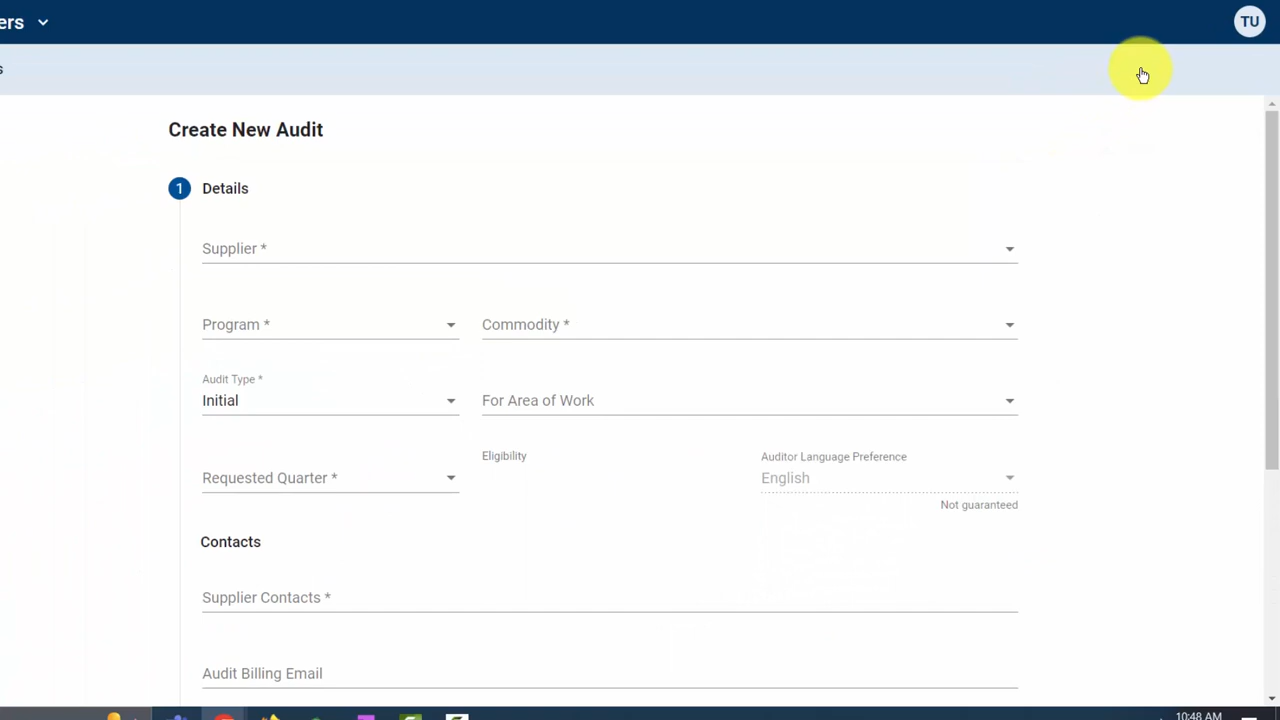 ers
TU
s
Create New Audit
1 Details
Supplier *
Program * Commodity *
Audit Type *
Initial For Area of Work
Eligibility Auditor Language Preference
Requested Quarter * English
Not guaranteed
Contacts
Supplier Contacts *
Audit Billing Email
10:48 AM